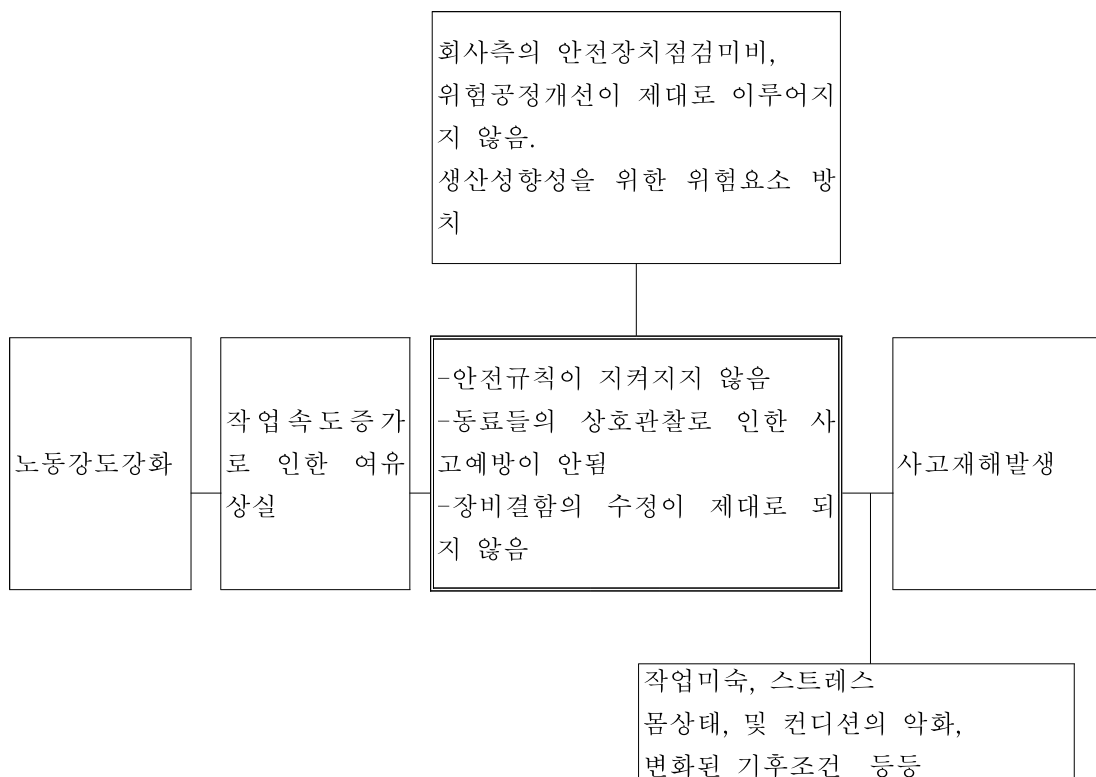 회사측의 안전장치점검미비,
위험공정개선이 제대로 이루어지
지 않음.
생산성향성을 위한 위험요소 방
치
노동강도강화
작업속도증가
로 인한 여유
상실
-안전규칙이 지켜지지 않음
-동료들의 상호관찰로 인한 사
고예방이 안됨
-장비결함의 수정이 제대로 되
지 않음
사고재해발생
작업미숙, 스트레스
몸상태, 및 컨디션의 악화,
변화된 기후조건 등등